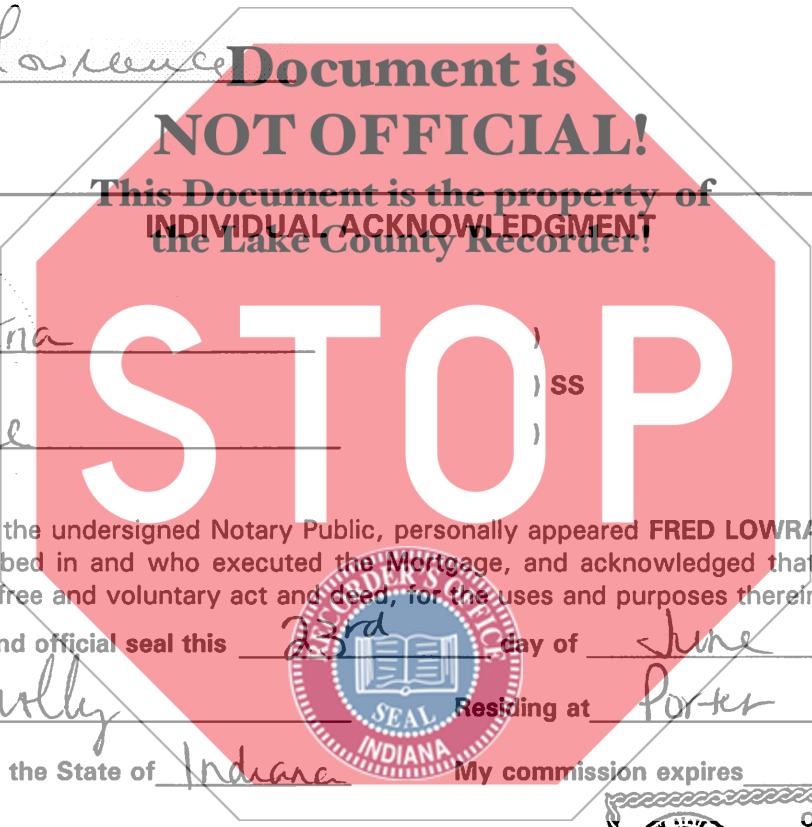 Lowrance
Document is
NOT OFFICIAL!
This Document is the property of
INDIVIDUAL ACKNOWLEDGMENT
the Lake County Recorder!
)
) SS
)
STOP
the undersigned Notary Public, personally appeared FRED LOWRA
bed in and who executed the Mortgage, and acknowledged that
free and voluntary act and deed, for the uses and purposes therein
nd official seal this 23rd day of June
Residing at Porter
the State of Indiana My commission expires
RECORDER'S OFFICE
SEAL
INDIANA